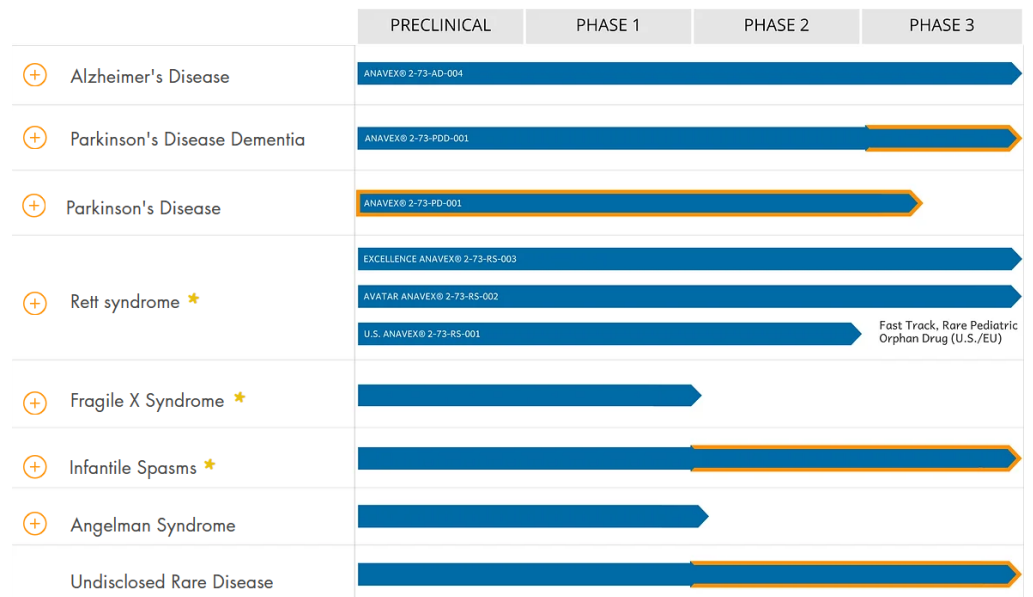 PRECLINICAL PHASE 1 PHASE 2 PHASE 3
Alzheimer's Disease
ANAVEX® 2-73-AD-004
Parkinson's Disease Dementia
ANAVEX® 2-73-PDD-001
Parkinson's Disease
ANAVEX® 2-73-PD-001
Rett syndrome *
EXCELLENCE ANAVEX® 2-73-RS-003
AVATAR ANAVEX® 2-73-RS-002
U.S. ANAVEX® 2-73-RS-001
Fast Track, Rare Pediatric
Orphan Drug (U.S./EU)
Fragile X Syndrome *
Infantile Spasms *
Angelman Syndrome
Undisclosed Rare Disease